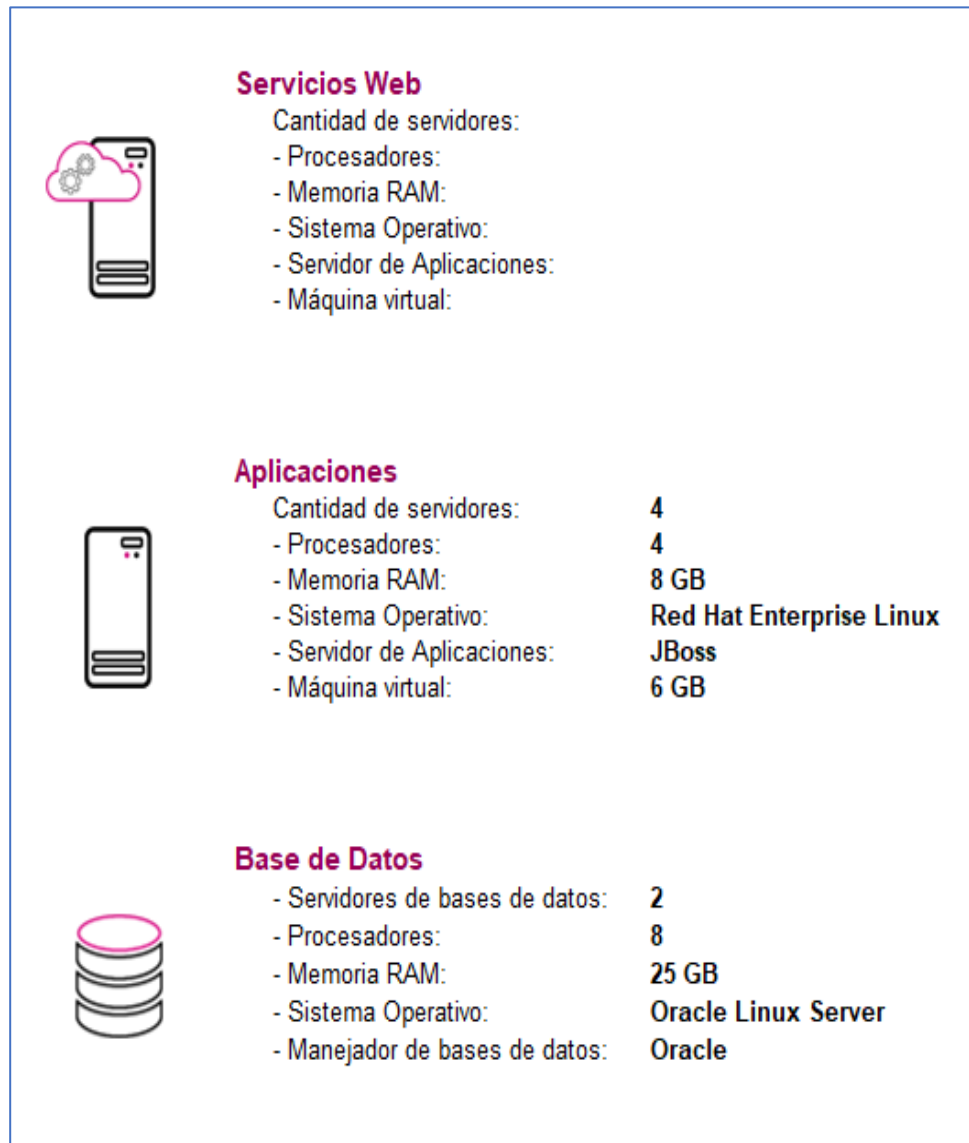 Servicios Web
Cantidad de servidores:
- Procesadores:
- Memoria RAM:
- Sistema Operativo:
- Servidor de Aplicaciones:
- Máquina virtual:
Aplicaciones
Cantidad de servidores: 4
- Procesadores: 4
- Memoria RAM: 8 GB
- Sistema Operativo: Red Hat Enterprise Linux
- Servidor de Aplicaciones: JBoss
- Máquina virtual: 6 GB
Base de Datos
- Servidores de bases de datos: 2
- Procesadores: 8
- Memoria RAM: 25 GB
- Sistema Operativo: Oracle Linux Server
- Manejador de bases de datos: Oracle